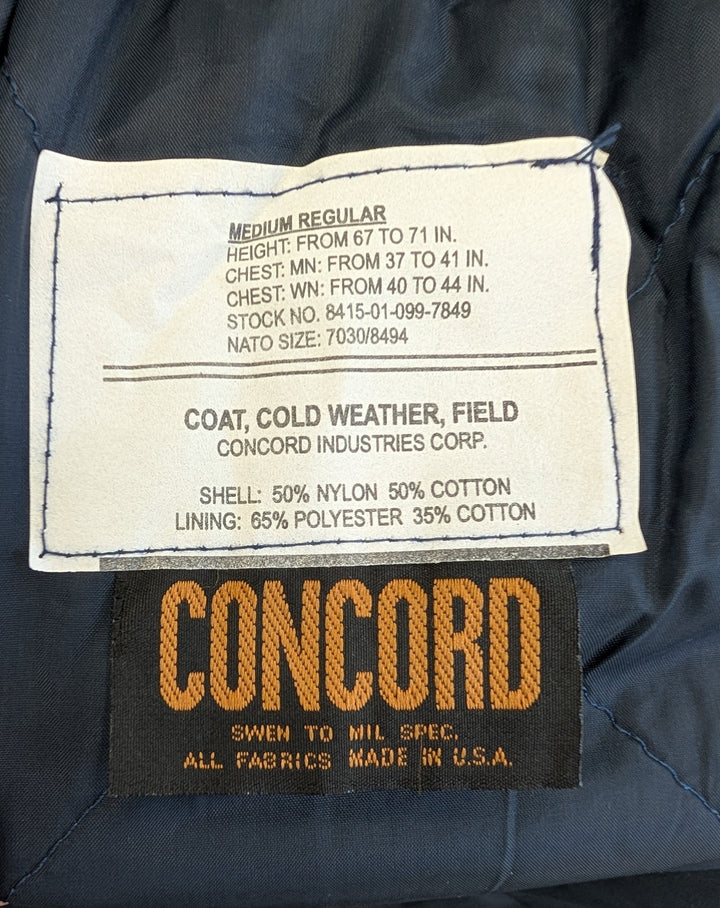 MEDIUM REGULAR
HEIGHT: FROM 67 TO 71 IN.
CHEST: MN: FROM 37 TO 41 IN.
CHEST: WN: FROM 40 TO 44 IN.
STOCK NO. 8415-01-099-7849
NATO SIZE: 7030/8494
COAT, COLD WEATHER, FIELD
CONCORD INDUSTRIES CORP.
SHELL: 50% NYLON 50% COTTON
LINING: 65% POLYESTER 35% COTTON
CONCORD
SWEN TO MIL SPEC.
ALL FABRICS MADE IN U.S.A.